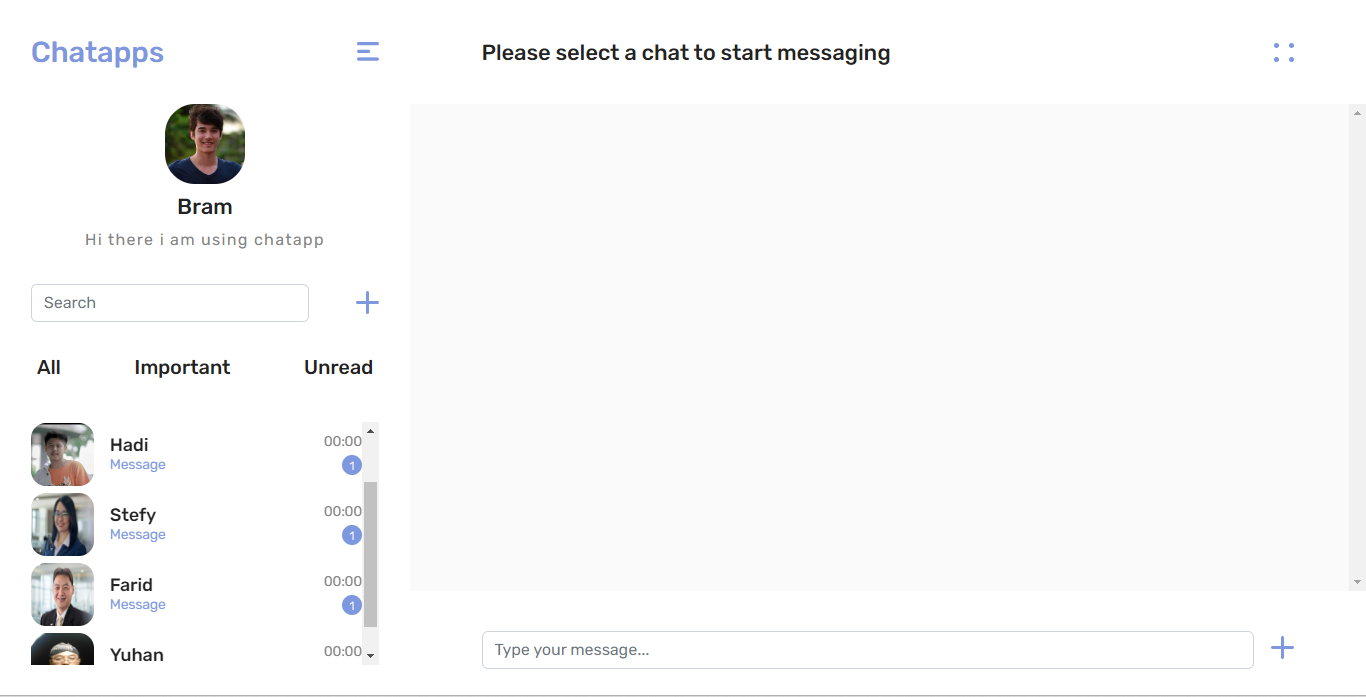 Chatapps
Please select a chat to start messaging
Bram
Hi there i am using chatapp
Search
All Important Unread
Hadi 00:00
Message 1
Stefy 00:00
Message 1
Farid 00:00
Message 1
Yuhan 00:00
Type your message...